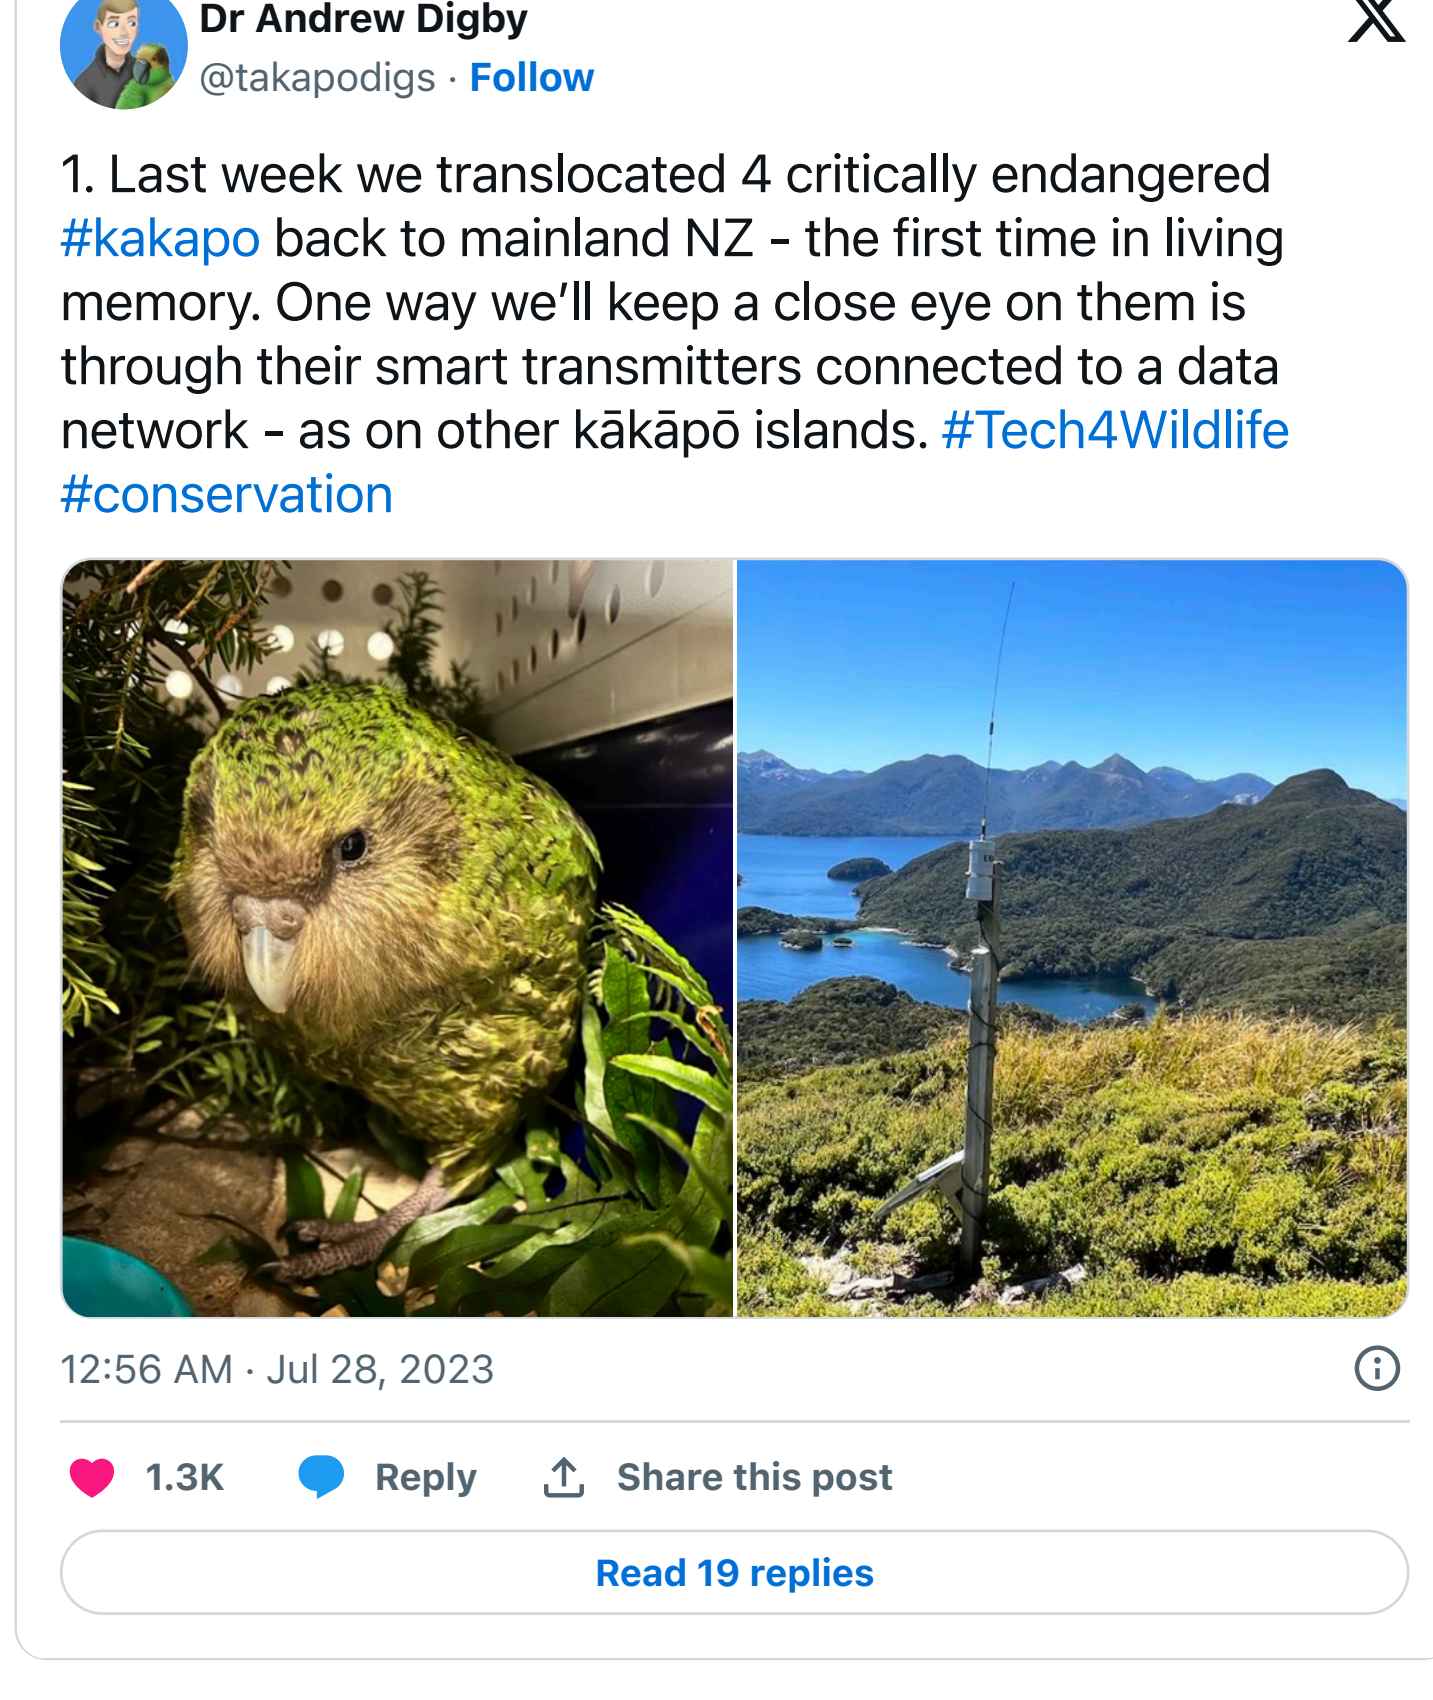 Dr Andrew Digby
@takapodigs · Follow
1. Last week we translocated 4 critically endangered
#kakapo back to mainland NZ - the first time in living
memory. One way we’ll keep a close eye on them is
through their smart transmitters connected to a data
network - as on other kākāpō islands. #Tech4Wildlife
#conservation
12:56 AM · Jul 28, 2023
1.3K Reply Share this post
Read 19 replies